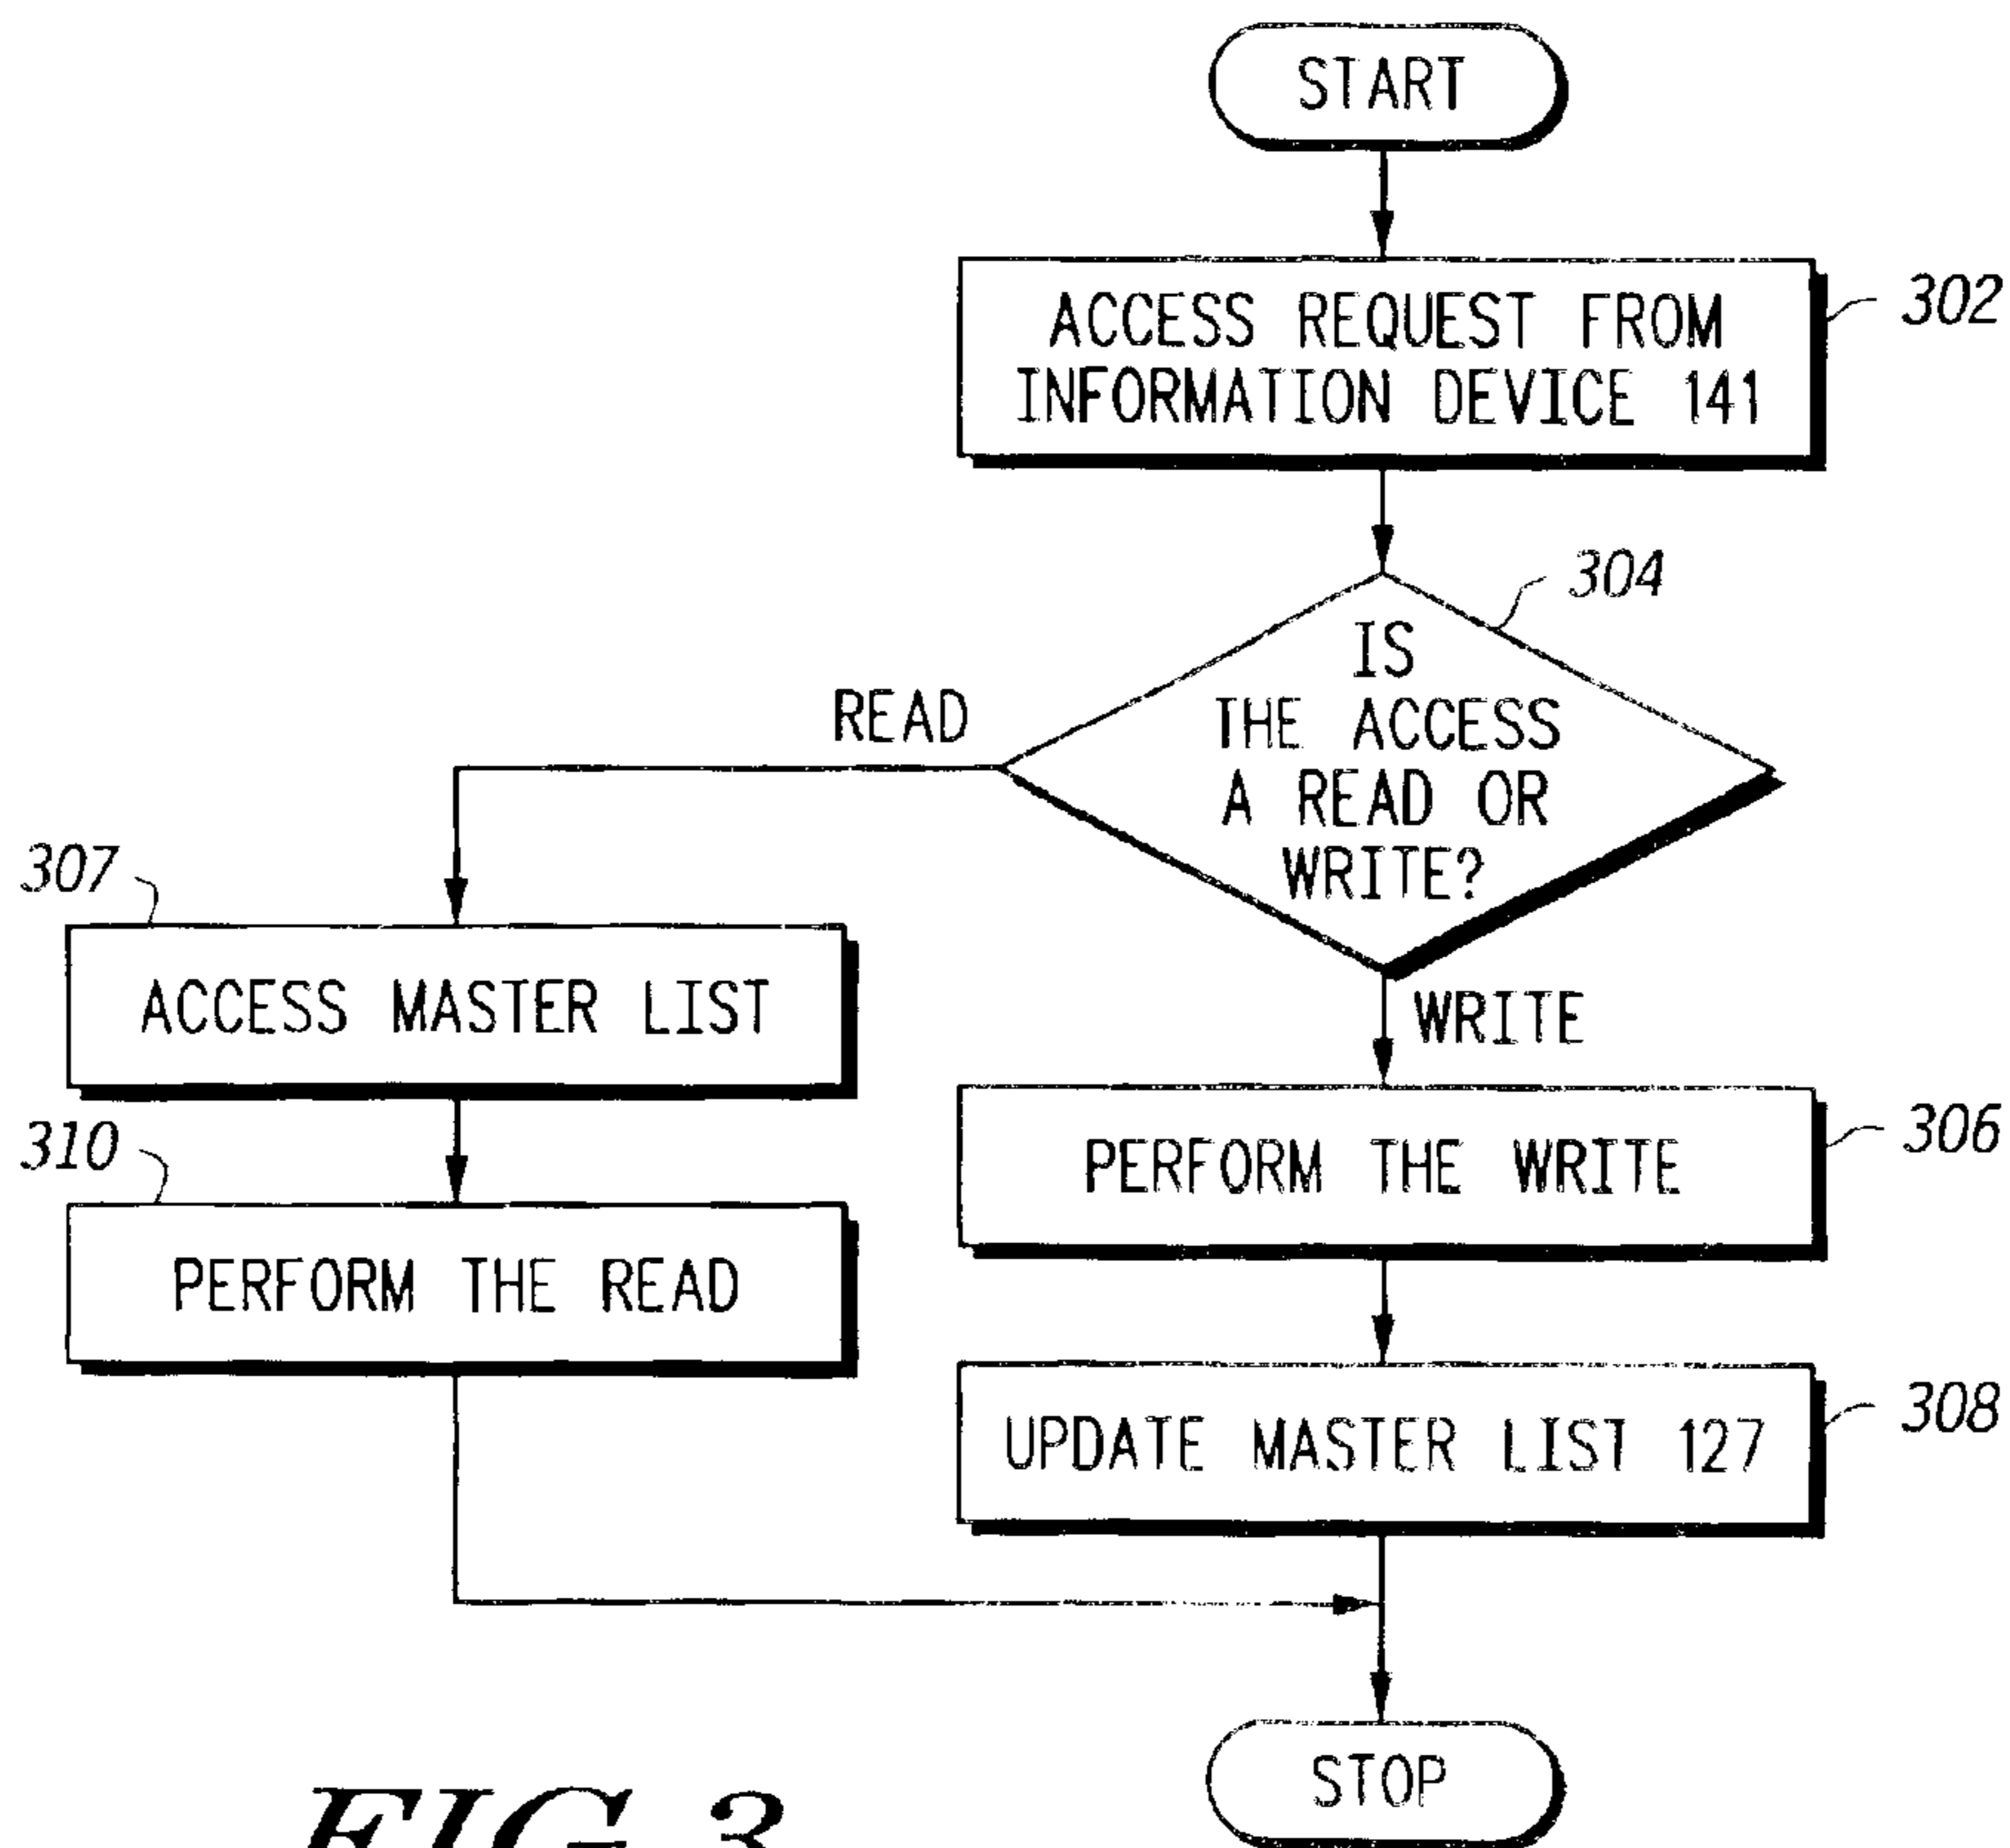 START
ACCESS REQUEST FROM
INFORMATION DEVICE 141
302
304
IS
THE ACCESS
A READ OR
WRITE?
READ
WRITE
307
ACCESS MASTER LIST
310
PERFORM THE READ
PERFORM THE WRITE
306
UPDATE MASTER LIST 127
308
STOP
FIG.3